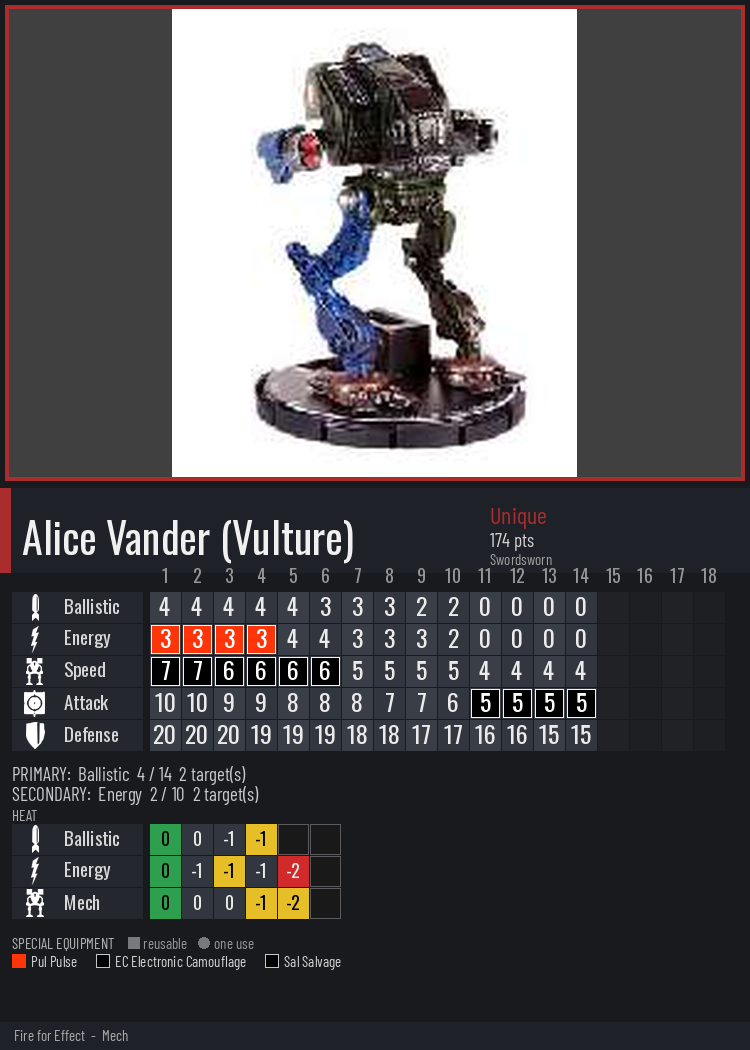 Alice Vander (Vulture)
Unique
174 pts
Swordsworn
1 2 3 4 5 6 7 8 9 10 11 12 13 14 15 16 17 18
Ballistic 4 4 4 4 4 3 3 3 2 2 0 0 0 0
Energy 3 3 3 3 4 4 3 3 3 2 0 0 0 0
Speed 7 7 6 6 6 6 5 5 5 5 4 4 4 4
Attack 10 10 9 9 8 8 8 7 7 6 5 5 5 5
Defense 20 20 20 19 19 19 18 18 17 17 16 16 15 15
PRIMARY: Ballistic 4 / 14 2 target(s)
SECONDARY: Energy 2 / 10 2 target(s)
HEAT
Ballistic 0 0 -1 -1
Energy 0 -1 -1 -1 -2
Mech 0 0 0 -1 -2
SPECIAL EQUIPMENT reusable one use
Pul Pulse EC Electronic Camouflage Sal Salvage
Fire for Effect - Mech